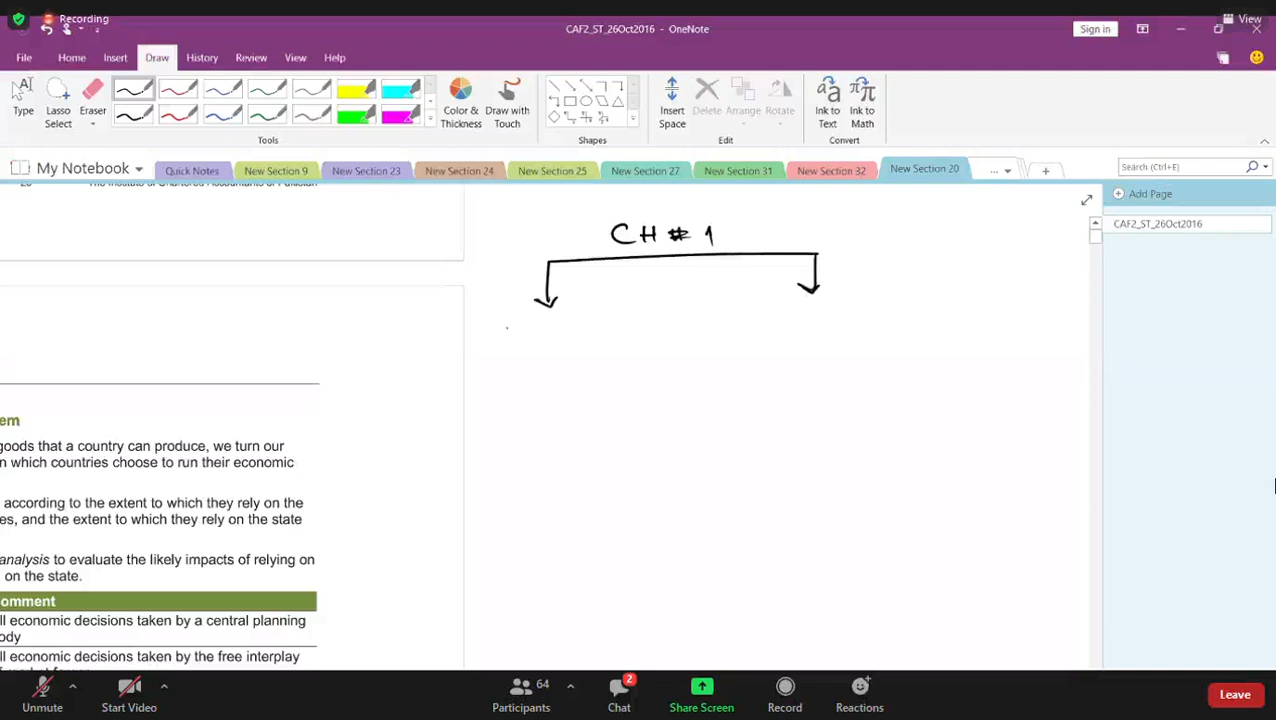 Recording
View
CAF2_ST_26Oct2016 - OneNote
Sign in
File Home Insert Draw History Review View Help
Type
Lasso Select
Eraser
Color & Thickness
Draw with Touch
Insert Space
Delete
Arrange
Rotate
Ink to Text
Ink to Math
Tools
Shapes
Edit
Convert
My Notebook
Quick Notes New Section 9 New Section 23 New Section 24 New Section 25 New Section 27 New Section 31 New Section 32 New Section 20 ...
Search (Ctrl+E)
Add Page
CAF2_ST_26Oct2016
The Institute of Chartered Accountants of Pakistan
CH # 1
em
goods that a country can produce, we turn our
n which countries choose to run their economic
according to the extent to which they rely on the
es, and the extent to which they rely on the state
analysis to evaluate the likely impacts of relying on
on the state.
omment
ll economic decisions taken by a central planning
ody
ll economic decisions taken by the free interplay
Unmute
Start Video
64
Participants
2
Chat
Share Screen
Record
Reactions
Leave